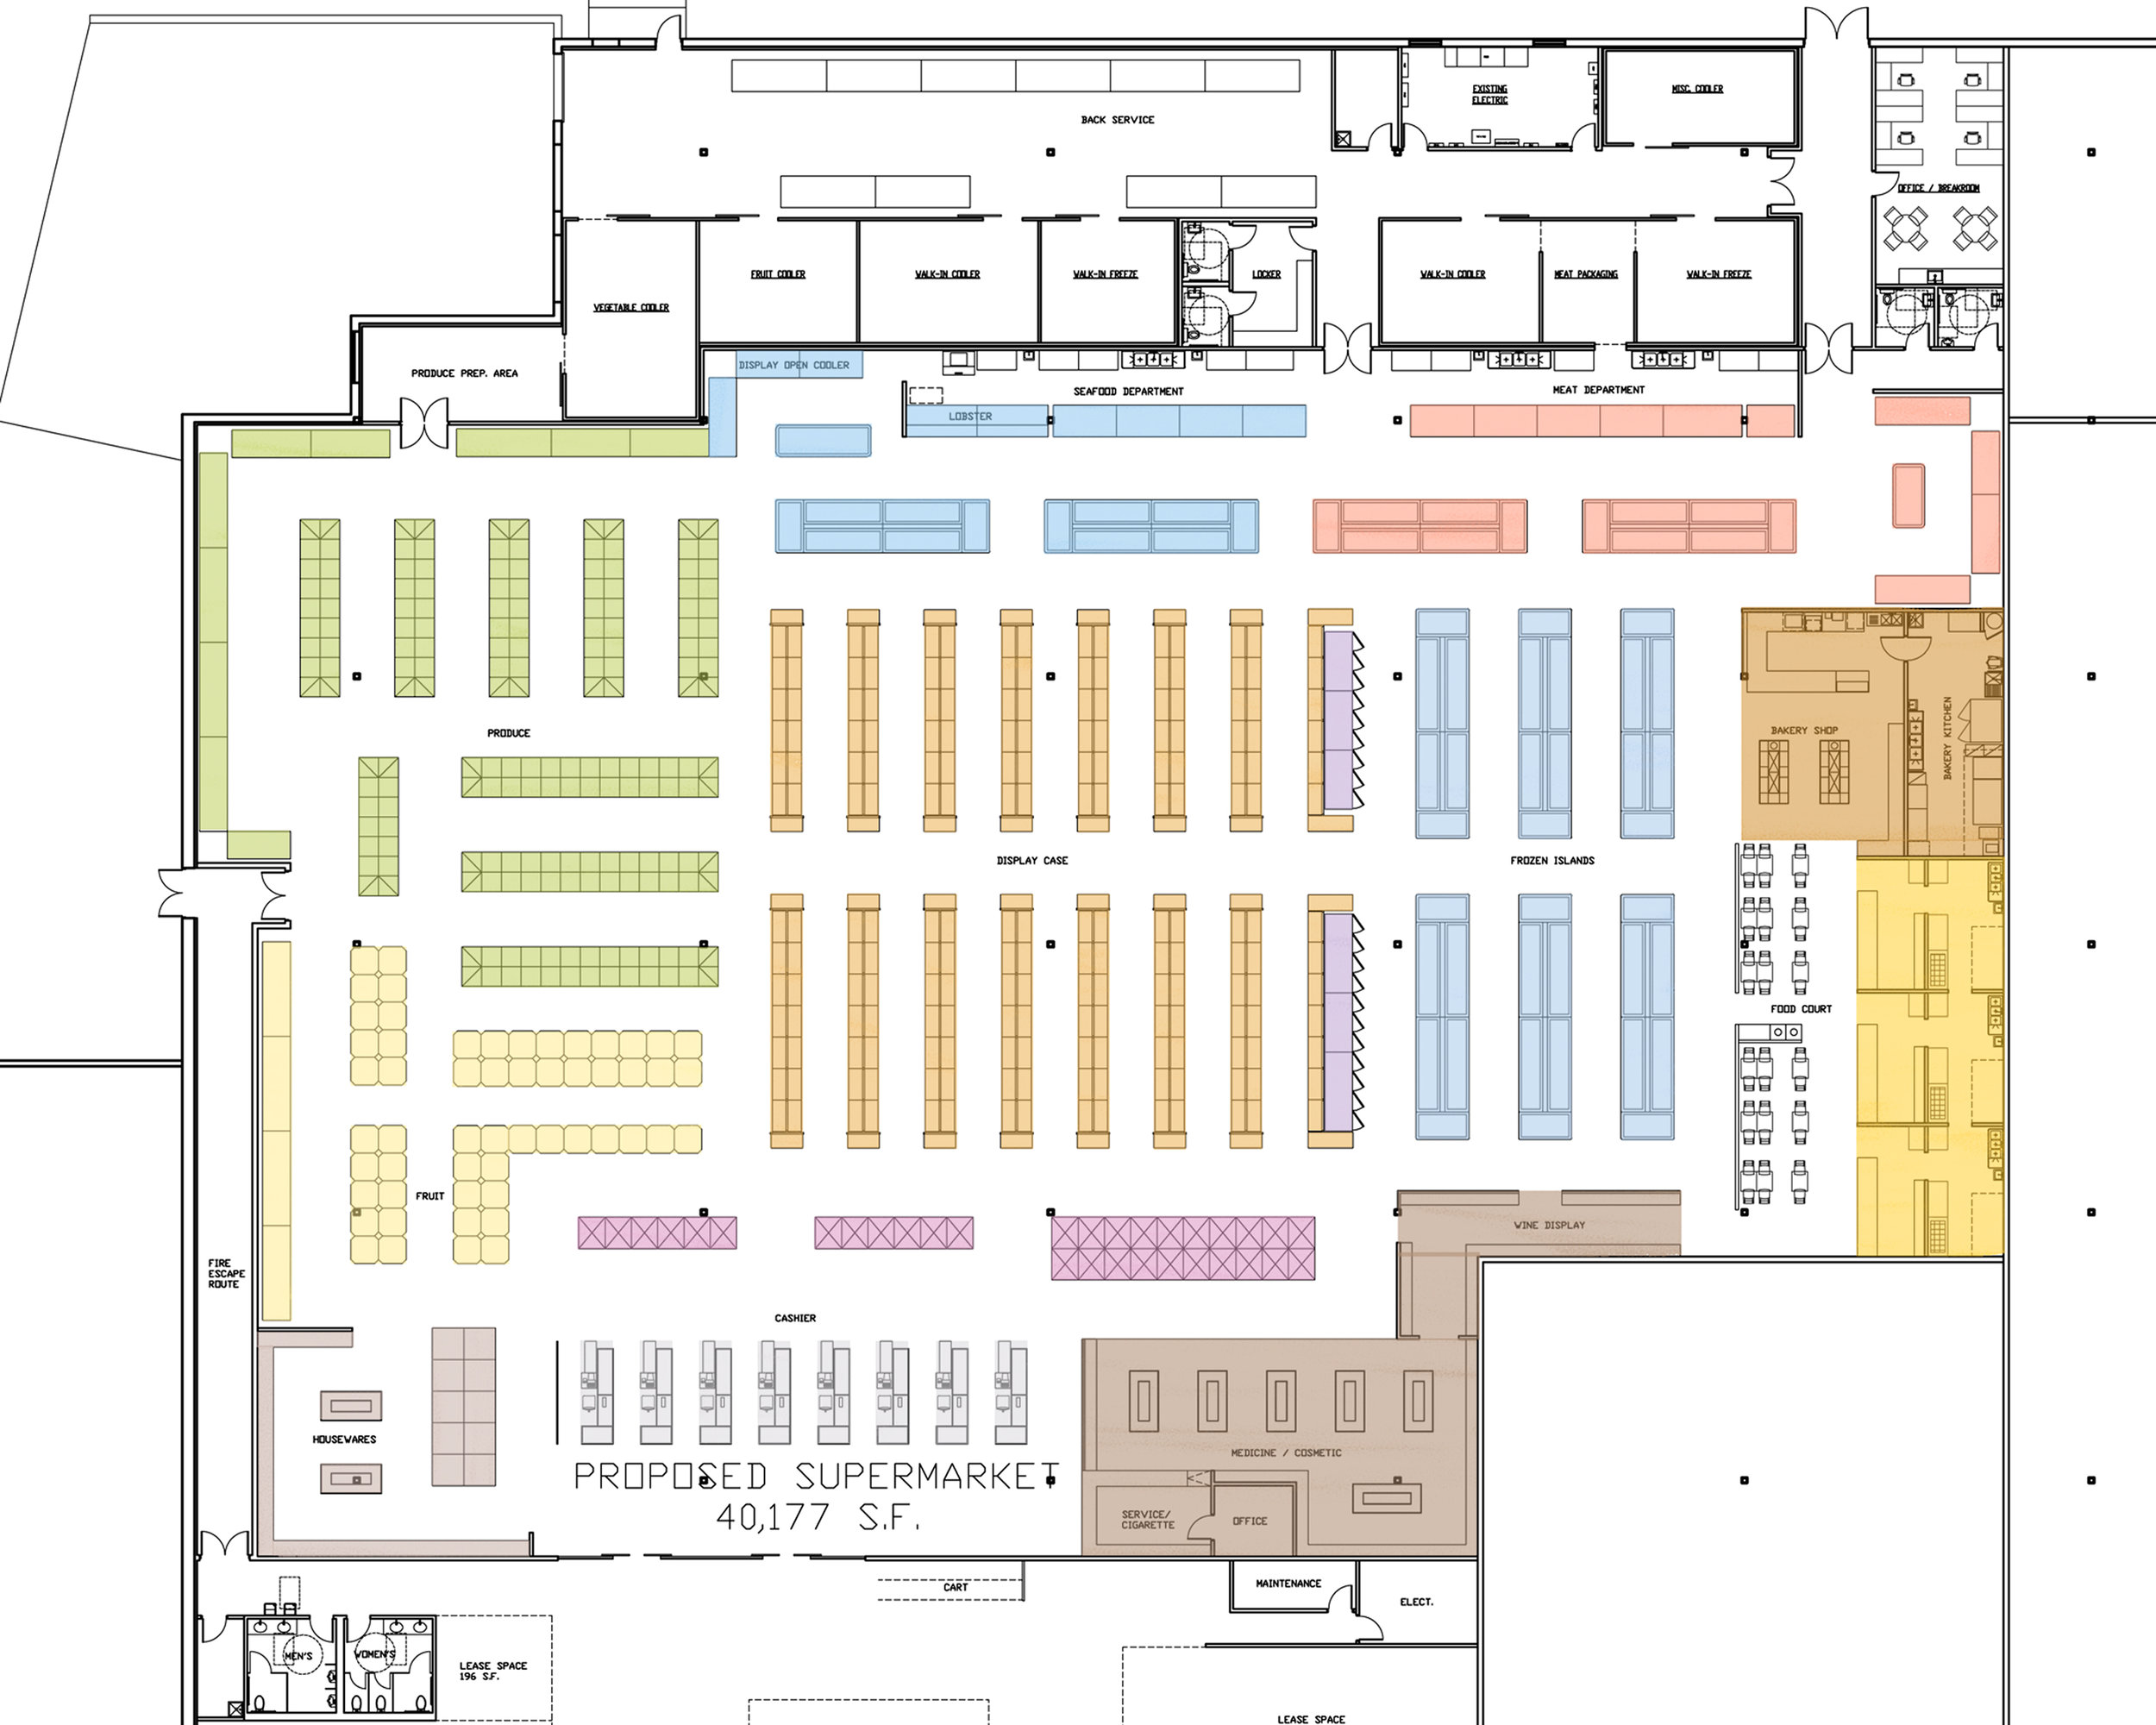 EXISTING
ELECTRIC
MISC. COOLER
BACK SERVICE
OFFICE / BREAKROOM
FRUIT COOLER
WALK-IN COOLER
WALK-IN FREEZE
LOCKER
WALK-IN COOLER
MEAT PACKAGING
WALK-IN FREEZE
VEGETABLE COOLER
PRODUCE PREP. AREA
DISPLAY OPEN COOLER
SEAFOOD DEPARTMENT
MEAT DEPARTMENT
LOBSTER
PRODUCE
BAKERY SHOP
BAKERY KITCHEN
DISPLAY CASE
FROZEN ISLANDS
FOOD COURT
FRUIT
WINE DISPLAY
FIRE
ESCAPE
ROUTE
CASHIER
HOUSEWARES
MEDICINE / COSMETIC
PROPOSED SUPERMARKET
40,177 S.F.
SERVICE/
CIGARETTE
OFFICE
CART
MAINTENANCE
ELECT.
MEN'S
WOMEN'S
LEASE SPACE
196 S.F.
LEASE SPACE